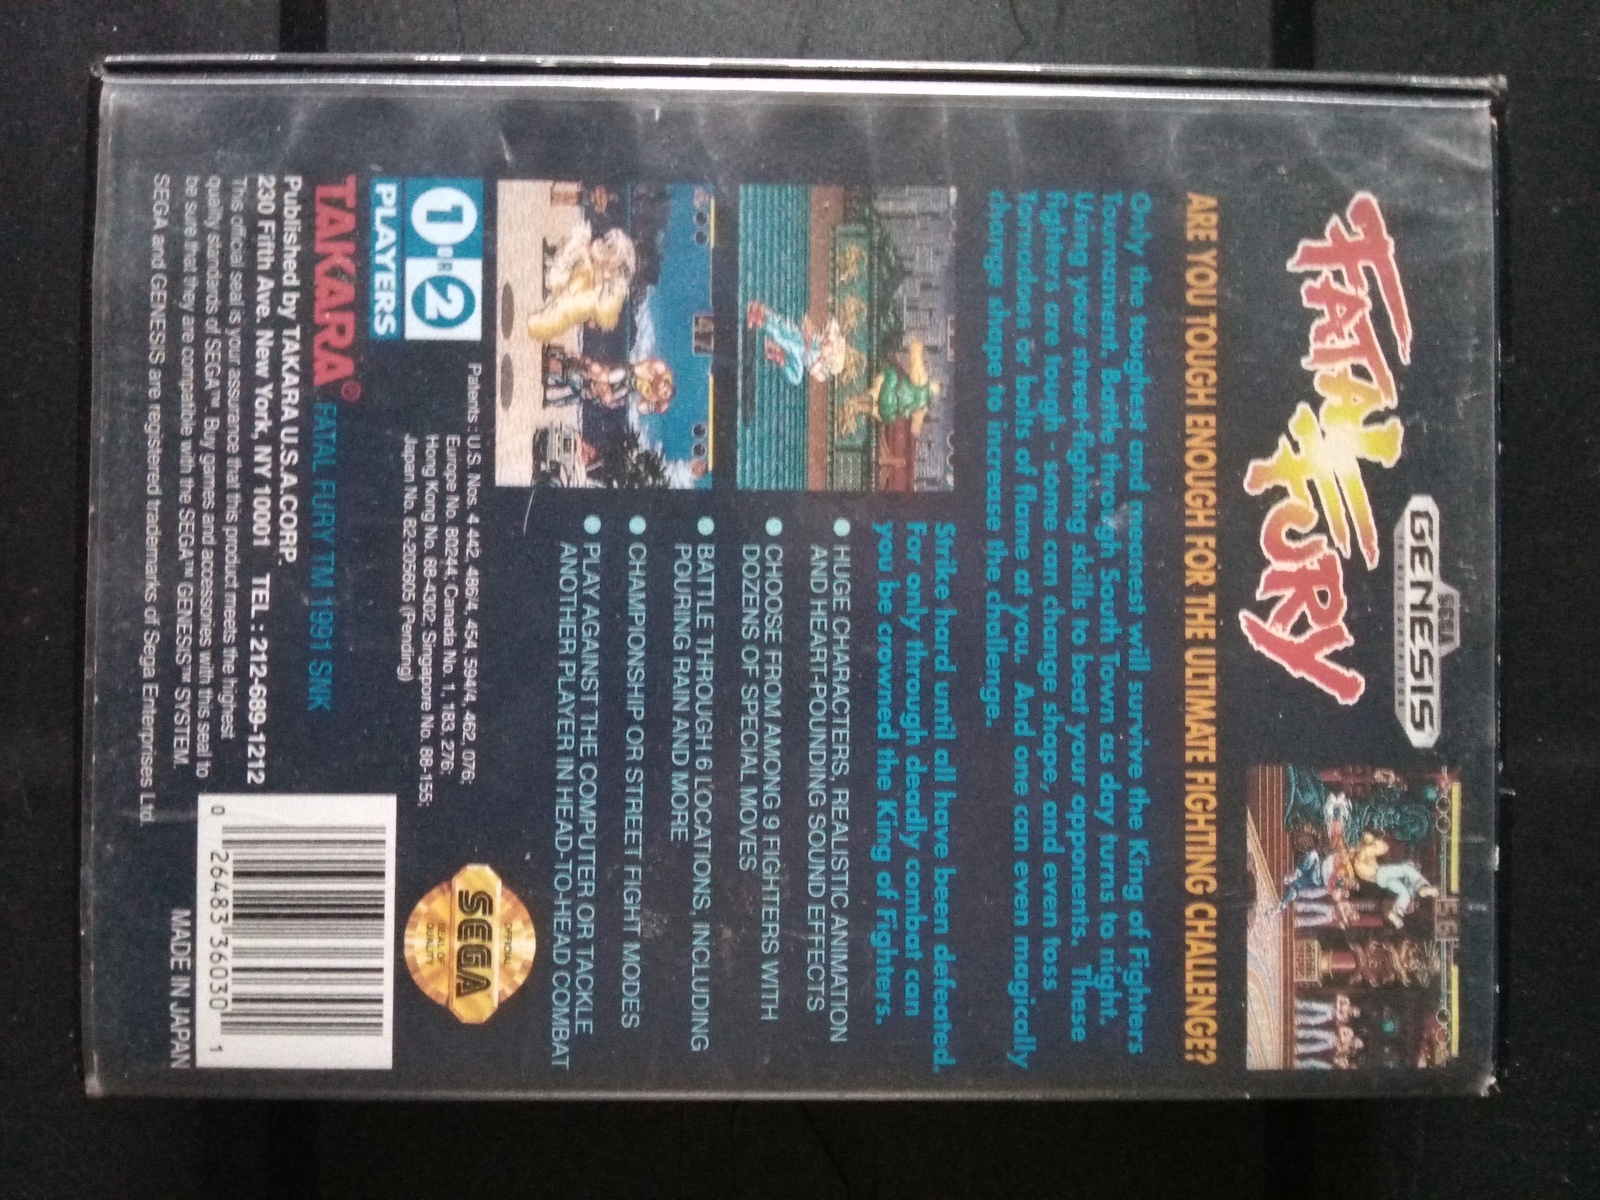 FATAL FURY
SEGA
GENESIS
ARE YOU TOUGH ENOUGH FOR THE ULTIMATE FIGHTING CHALLENGE?
Only the toughest and meanest will survive the King of Fighters
Tournament. Battle through South Town as day turns to night.
Using your street-fighting skills to beat your opponents. These
fighters are tough - some can change shape, and even toss
Tornadoes or bolts of flame at you. And one can even magically
change shape to increase the challenge.
Strike hard until all have been defeated.
For only through deadly combat can
you be crowned the King of Fighters.
● HUGE CHARACTERS, REALISTIC ANIMATION
AND HEART-POUNDING SOUND EFFECTS
● CHOOSE FROM AMONG 9 FIGHTERS WITH
DOZENS OF SPECIAL MOVES
● BATTLE THROUGH 6 LOCATIONS, INCLUDING
POURING RAIN AND MORE
● CHAMPIONSHIP OR STREET FIGHT MODES
● PLAY AGAINST THE COMPUTER OR TACKLE
ANOTHER PLAYER IN HEAD-TO-HEAD COMBAT
1 OR 2
PLAYERS
Patents : U.S. Nos. 4,442,486/4,454,594/4,462,076;
Europe No. 80244; Canada No. 1,183,276;
Hong Kong No. 88-4302; Singapore No. 88-155;
Japan No. 82-205605 (Pending)
OFFICIAL
SEGA
SEAL OF
QUALITY
TAKARA® FATAL FURY TM 1991 SNK
Published by TAKARA U.S.A.CORP.
230 Fifth Ave. New York, NY 10001 TEL : 212-689-1212
This official seal is your assurance that this product meets the highest
quality standards of SEGA™. Buy games and accessories with this seal to
be sure that they are compatible with the SEGA™ GENESIS™ SYSTEM.
SEGA and GENESIS are registered trademarks of Sega Enterprises Ltd.
0 26483 36030 1
MADE IN JAPAN